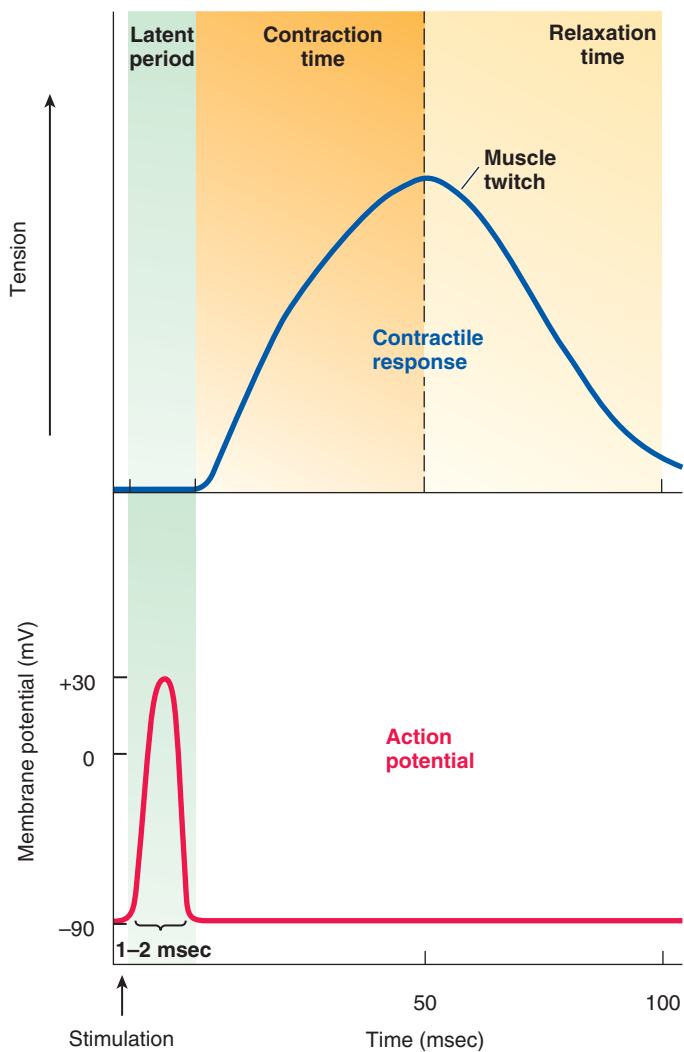 Latent
period
Contraction
time
Relaxation
time
Muscle
twitch
Tension
Contractile
response
Membrane potential (mV)
+30
0
–90
Action
potential
1–2 msec
50
100
Stimulation
Time (msec)